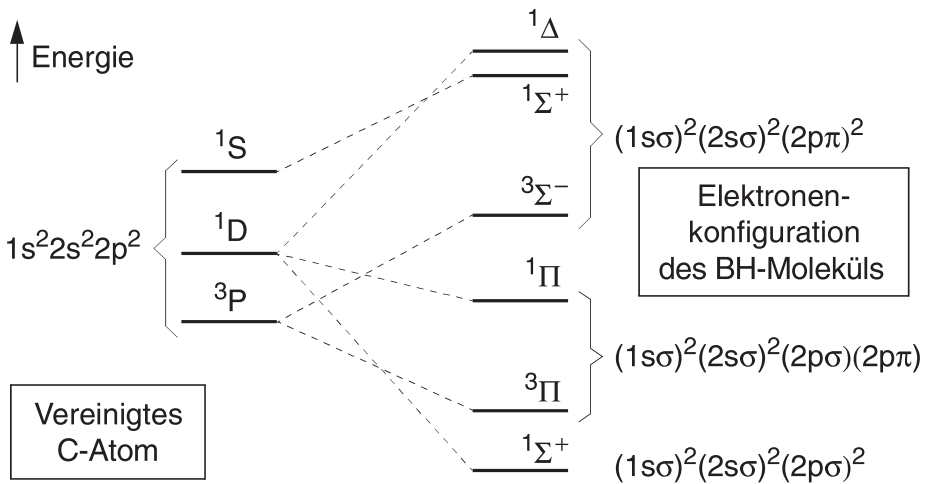 Energie
1s²2s²2p²
¹S
¹D
³P
Vereinigtes
C-Atom
¹Δ
¹Σ⁺
³Σ⁻
¹Π
³Π
¹Σ⁺
(1sσ)²(2sσ)²(2pπ)²
Elektronen-
konfiguration
des BH-Moleküls
(1sσ)²(2sσ)²(2pσ)(2pπ)
(1sσ)²(2sσ)²(2pσ)²